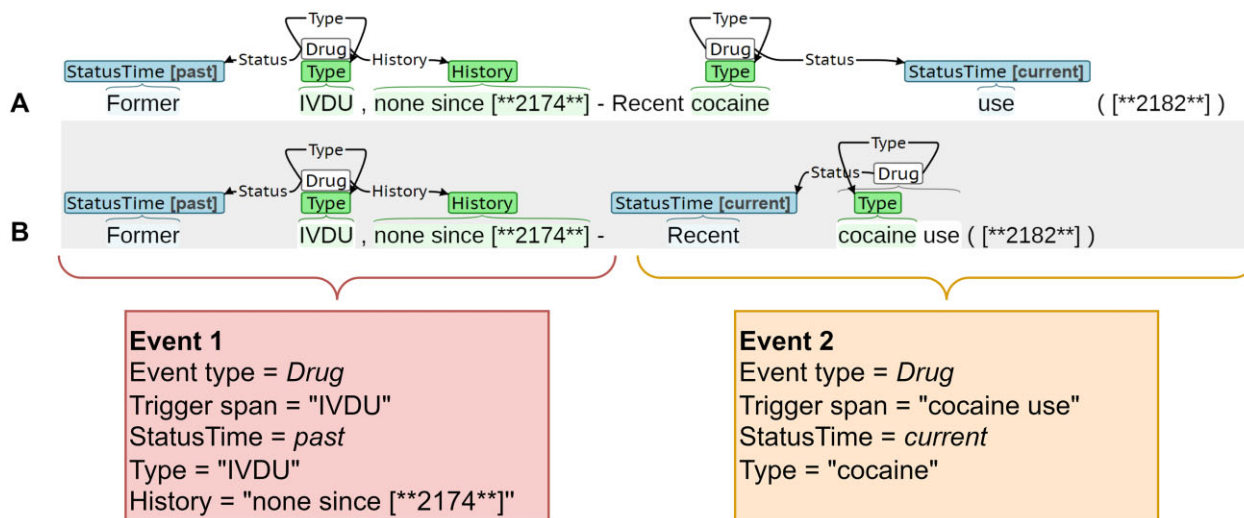 Type Type
Drug Drug
StatusTime [past] Status Type History History Type Status StatusTime [current]
A Former IVDU , none since [**2174**] - Recent cocaine use ( [**2182**] )
Type Type
Drug Status Drug
StatusTime [past] Status Type History History StatusTime [current] Type
B Former IVDU , none since [**2174**] - Recent cocaine use ( [**2182**] )
Event 1
Event type = Drug
Trigger span = "IVDU"
StatusTime = past
Type = "IVDU"
History = "none since [**2174**]"
Event 2
Event type = Drug
Trigger span = "cocaine use"
StatusTime = current
Type = "cocaine"